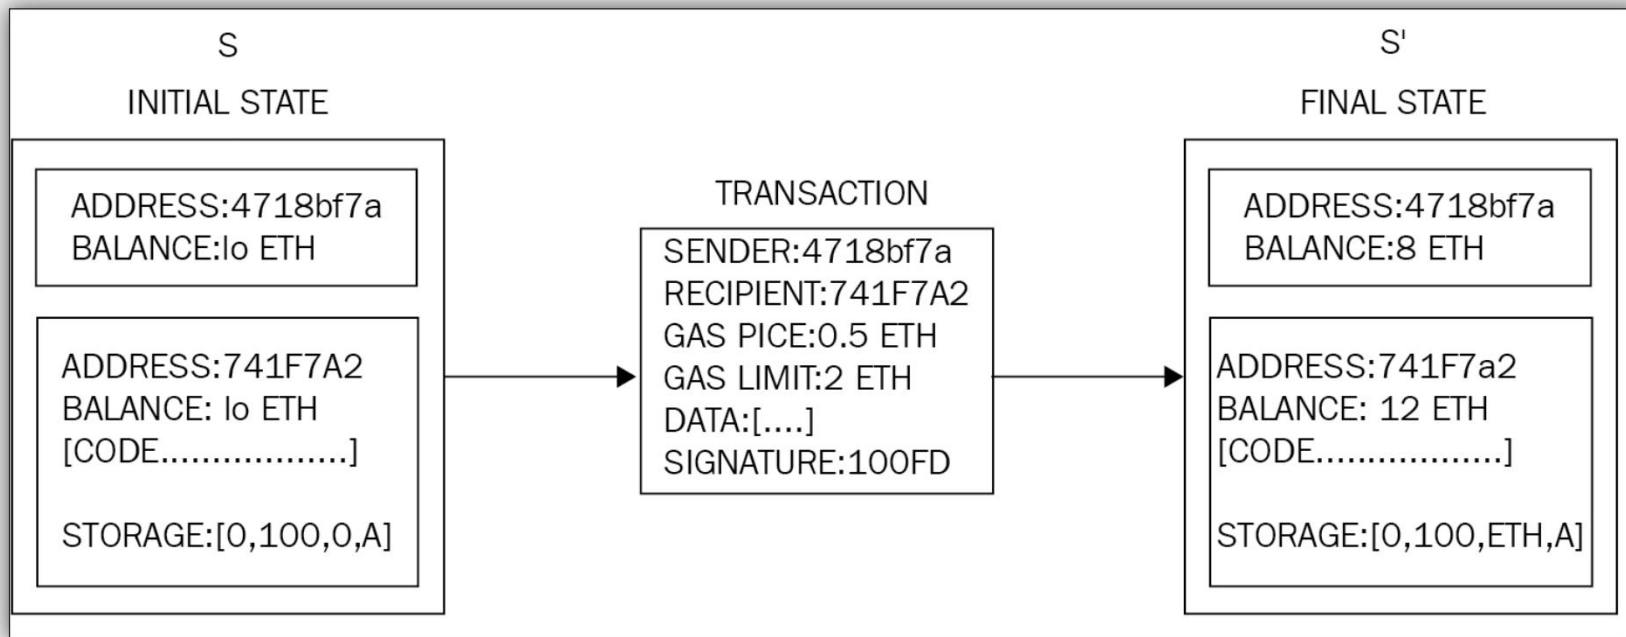 S
INITIAL STATE
ADDRESS:4718bf7a
BALANCE:lo ETH
ADDRESS:741F7A2
BALANCE: lo ETH
[CODE..................]
STORAGE:[0,100,0,A]
TRANSACTION
SENDER:4718bf7a
RECIPIENT:741F7A2
GAS PICE:0.5 ETH
GAS LIMIT:2 ETH
DATA:[....]
SIGNATURE:100FD
S'
FINAL STATE
ADDRESS:4718bf7a
BALANCE:8 ETH
ADDRESS:741F7a2
BALANCE: 12 ETH
[CODE..................]
STORAGE:[0,100,ETH,A]